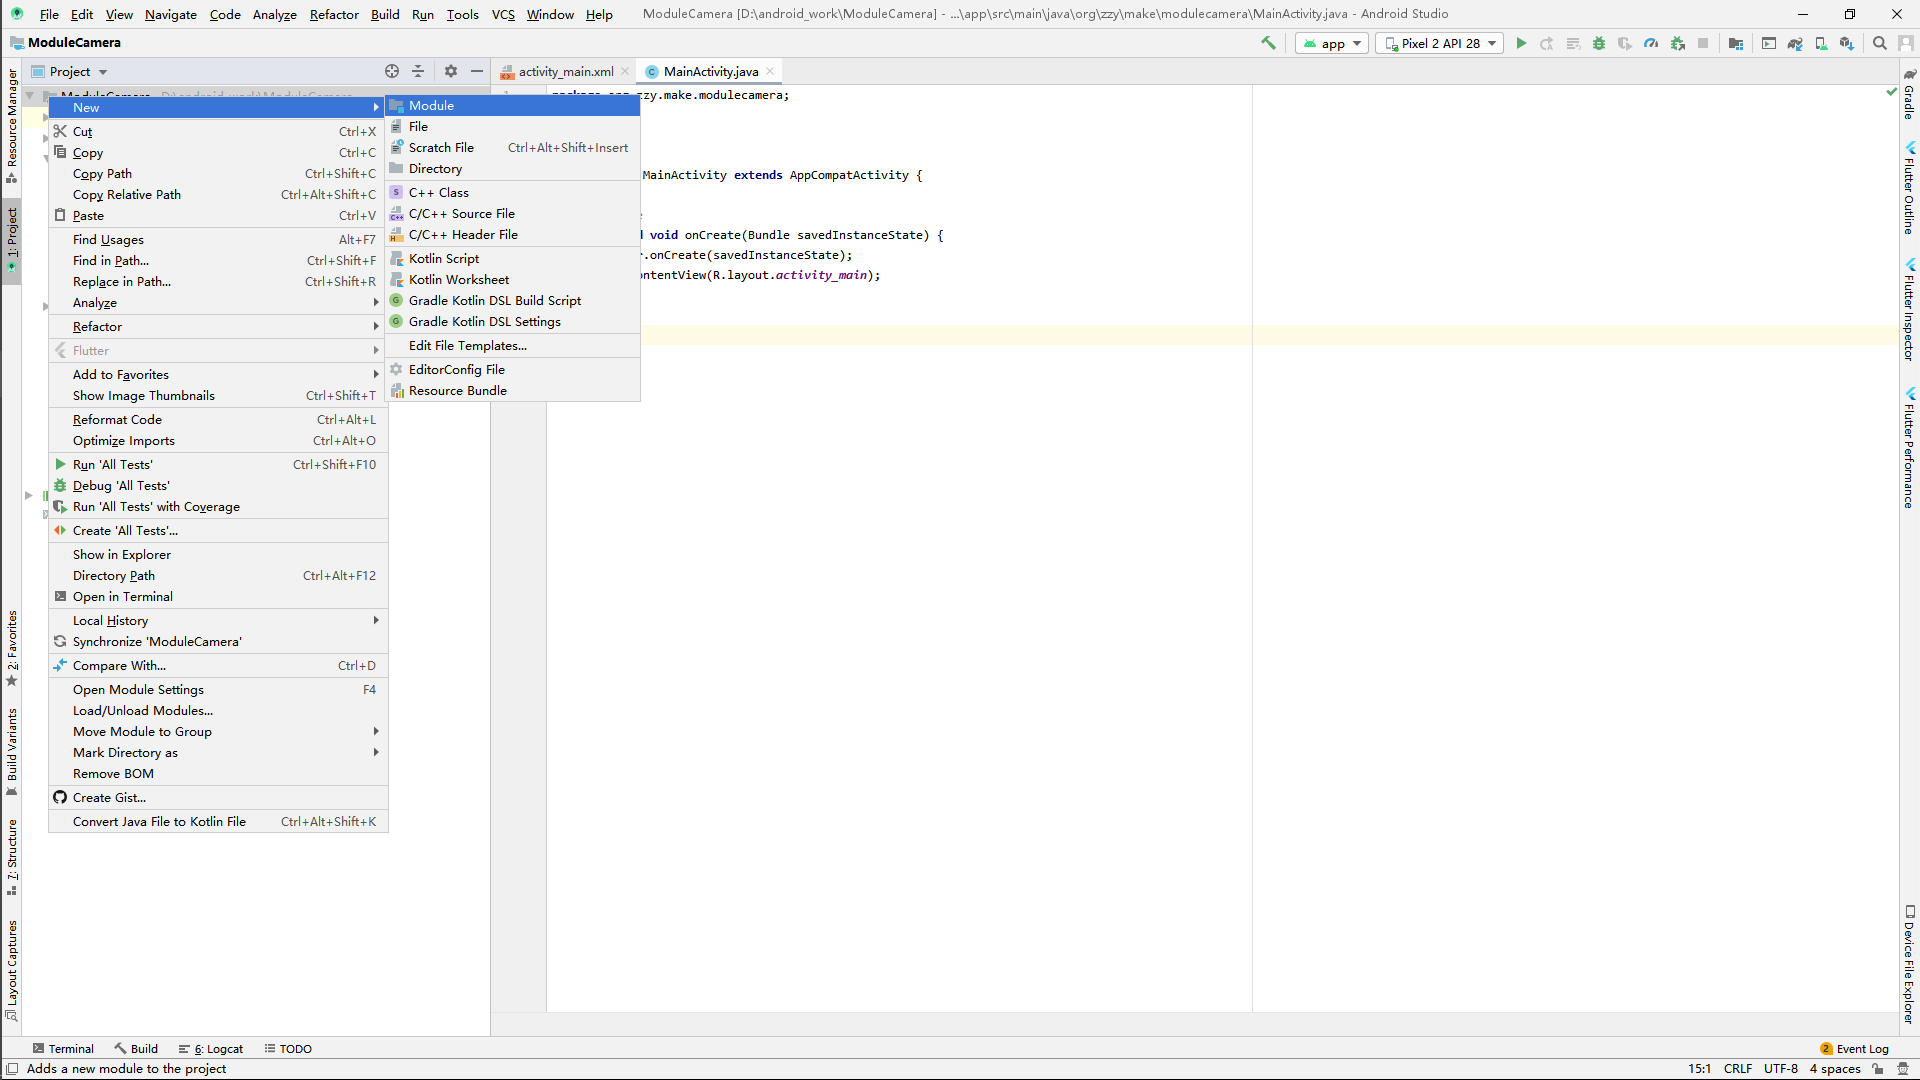 File Edit View Navigate Code Analyze Refactor Build Run Tools VCS Window Help ModuleCamera [D:\android_work\ModuleCamera] - ...\app\src\main\java\org\zzy\make\modulecamera\MainActivity.java - Android Studio
ModuleCamera
app
Pixel 2 API 28
Project
activity_main.xml
MainActivity.java
New
Cut Ctrl+X
Copy Ctrl+C
Copy Path Ctrl+Shift+C
Copy Relative Path Ctrl+Alt+Shift+C
Paste Ctrl+V
Find Usages Alt+F7
Find in Path... Ctrl+Shift+F
Replace in Path... Ctrl+Shift+R
Analyze
Refactor
Flutter
Add to Favorites
Show Image Thumbnails Ctrl+Shift+T
Reformat Code Ctrl+Alt+L
Optimize Imports Ctrl+Alt+O
Run 'All Tests' Ctrl+Shift+F10
Debug 'All Tests'
Run 'All Tests' with Coverage
Create 'All Tests'...
Show in Explorer
Directory Path Ctrl+Alt+F12
Open in Terminal
Local History
Synchronize 'ModuleCamera'
Compare With... Ctrl+D
Open Module Settings F4
Load/Unload Modules...
Move Module to Group
Mark Directory as
Remove BOM
Create Gist...
Convert Java File to Kotlin File Ctrl+Alt+Shift+K
Module
File
Scratch File Ctrl+Alt+Shift+Insert
Directory
C++ Class
C/C++ Source File
C/C++ Header File
Kotlin Script
Kotlin Worksheet
Gradle Kotlin DSL Build Script
Gradle Kotlin DSL Settings
Edit File Templates...
EditorConfig File
Resource Bundle
zzy.make.modulecamera;
MainActivity extends AppCompatActivity {
void onCreate(Bundle savedInstanceState) {
.onCreate(savedInstanceState);
ntentView(R.layout.activity_main);
Resource Manager
1: Project
2: Favorites
Build Variants
7: Structure
Layout Captures
Gradle
Flutter Outline
Flutter Inspector
Flutter Performance
Device File Explorer
Terminal
Build
6: Logcat
TODO
2 Event Log
Adds a new module to the project
15:1 CRLF UTF-8 4 spaces